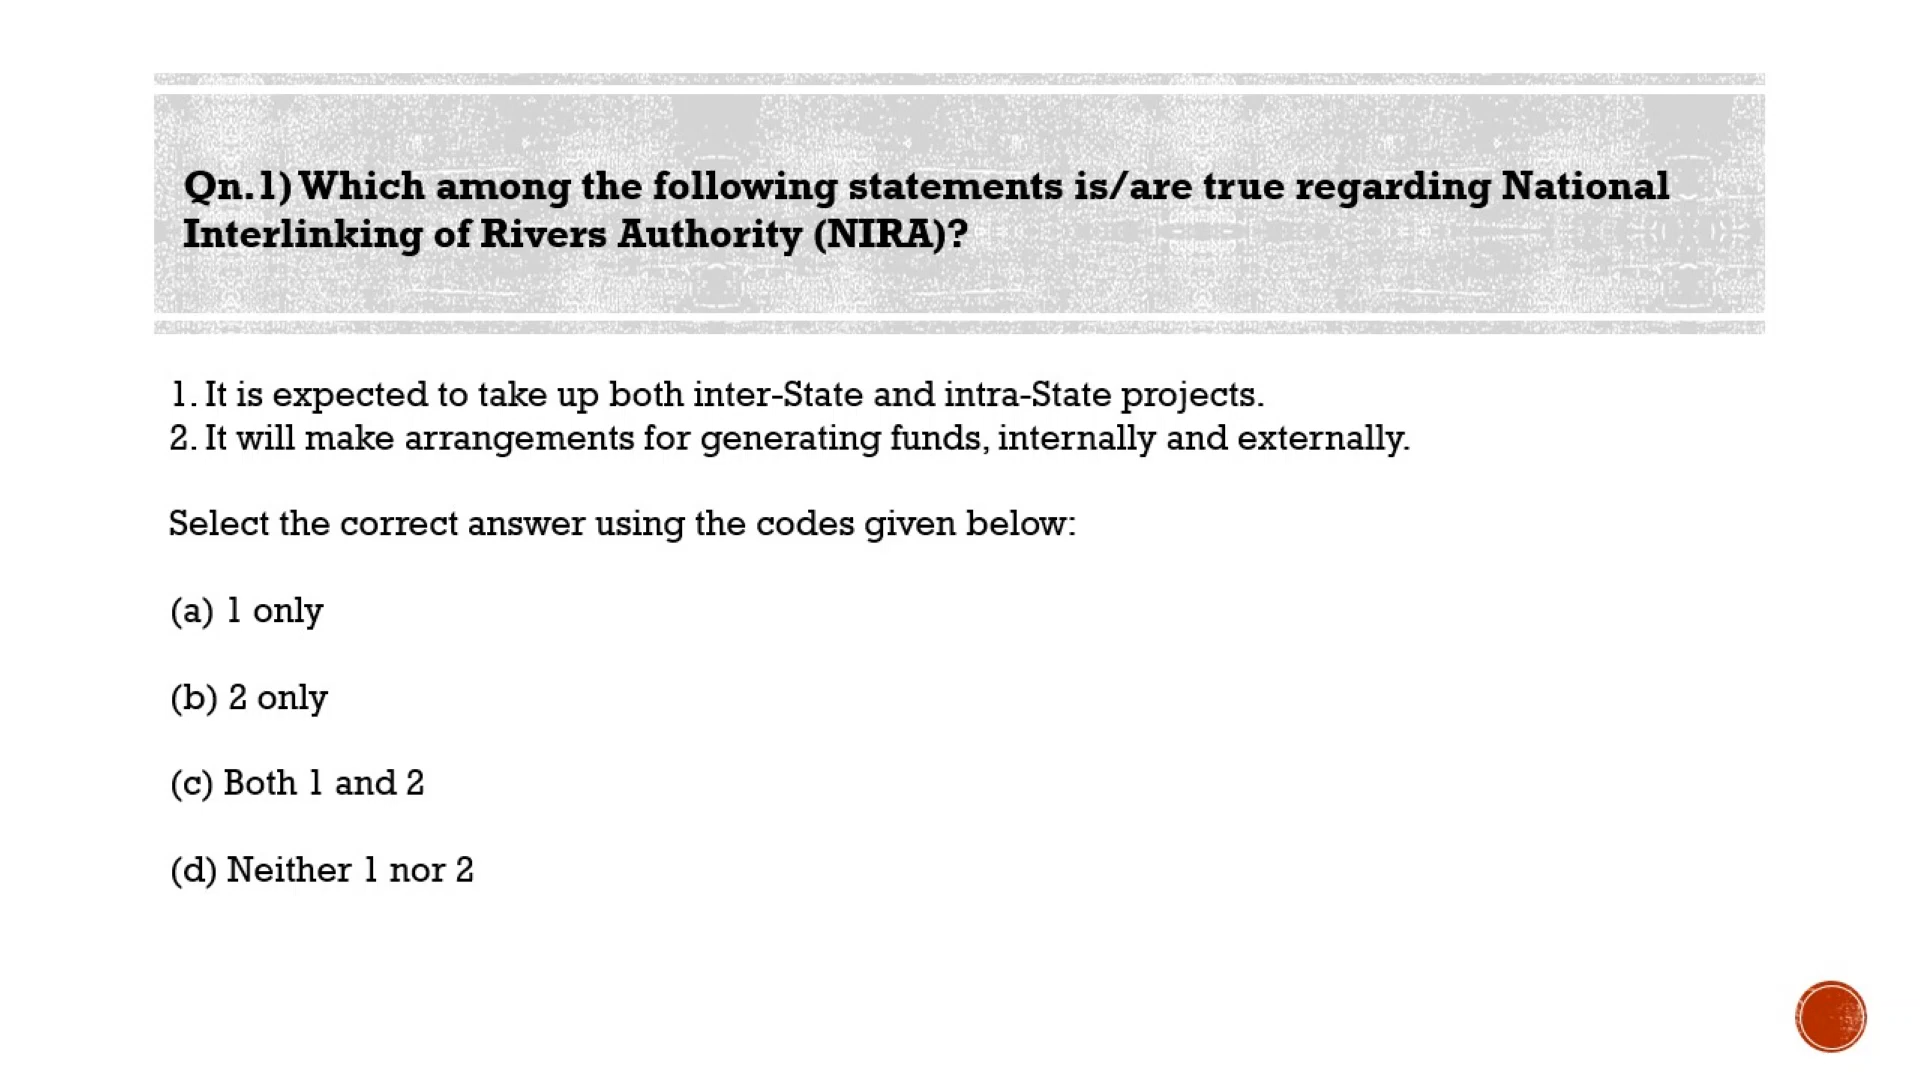 Qn.1) Which among the following statements is/are true regarding National
Interlinking of Rivers Authority (NIRA)?
1. It is expected to take up both inter-State and intra-State projects.
2. It will make arrangements for generating funds, internally and externally.
Select the correct answer using the codes given below:
(a) 1 only
(b) 2 only
(c) Both 1 and 2
(d) Neither 1 nor 2